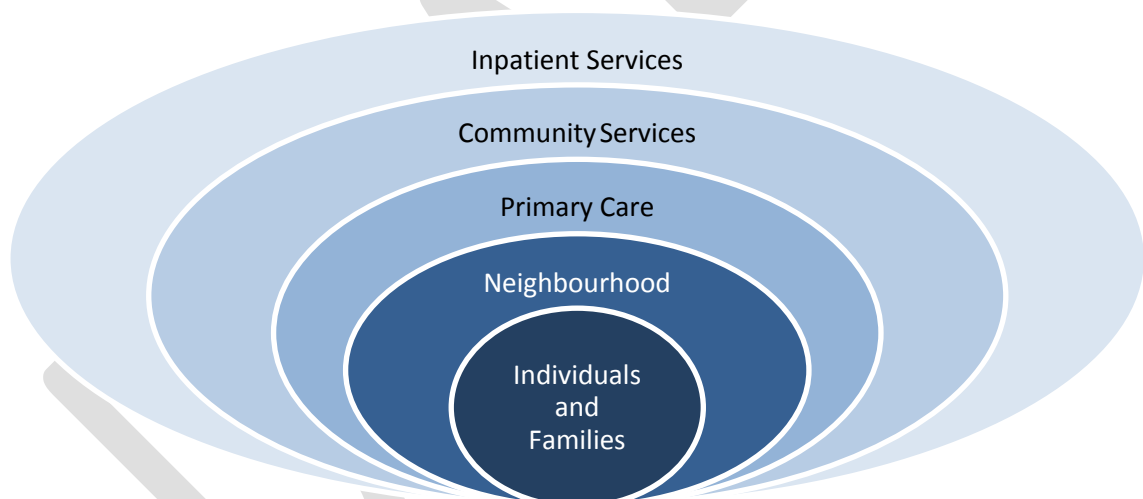 Inpatient Services
Community Services
Primary Care
Neighbourhood
Individuals
and
Families